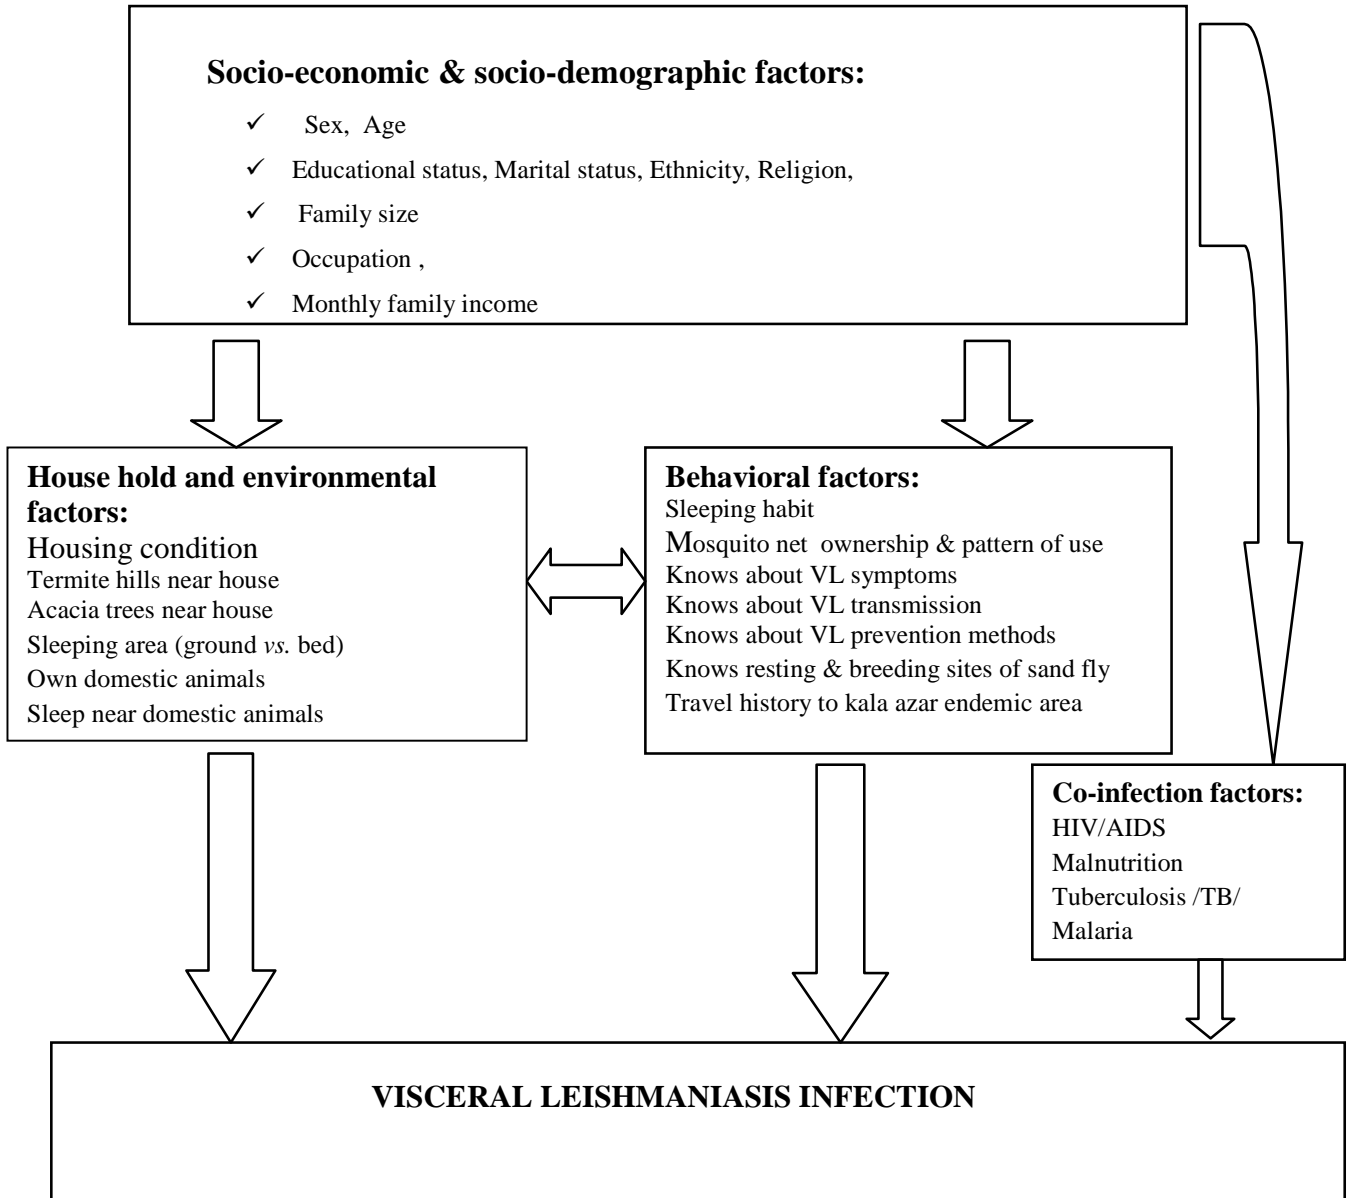 Socio-economic & socio-demographic factors:
✓ Sex, Age
✓ Educational status, Marital status, Ethnicity, Religion,
✓ Family size
✓ Occupation ,
✓ Monthly family income
House hold and environmental
factors:
Housing condition
Termite hills near house
Acacia trees near house
Sleeping area (ground vs. bed)
Own domestic animals
Sleep near domestic animals
Behavioral factors:
Sleeping habit
Mosquito net ownership & pattern of use
Knows about VL symptoms
Knows about VL transmission
Knows about VL prevention methods
Knows resting & breeding sites of sand fly
Travel history to kala azar endemic area
Co-infection factors:
HIV/AIDS
Malnutrition
Tuberculosis /TB/
Malaria
VISCERAL LEISHMANIASIS INFECTION